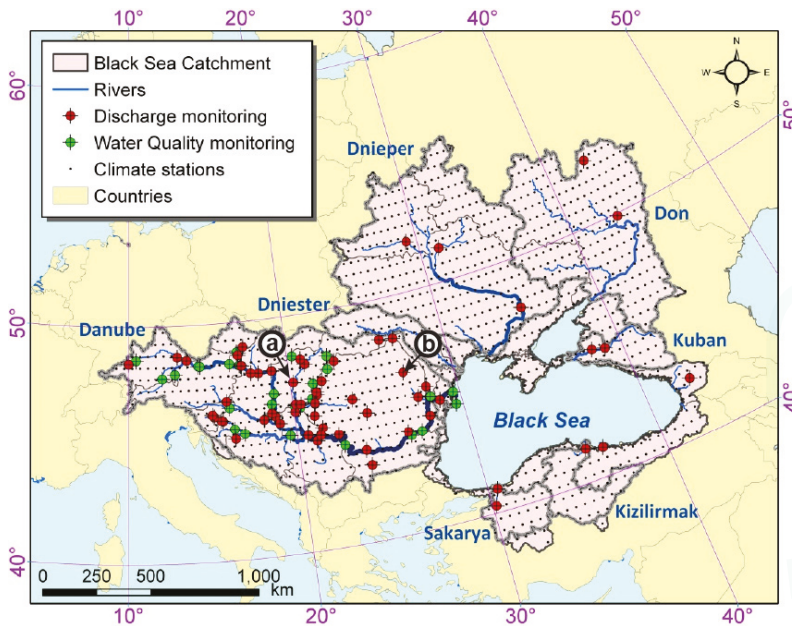 10°
20°
30°
40°
50°
N
W
E
S
Black Sea Catchment
Rivers
Discharge monitoring
Water Quality monitoring
Climate stations
Countries
60°
50°
Dnieper
Don
50°
Dniester
Danube
a
b
Kuban
40°
Black Sea
Sakarya
Kizilirmak
40°
0 250 500 1,000
km
10°
20°
30°
40°